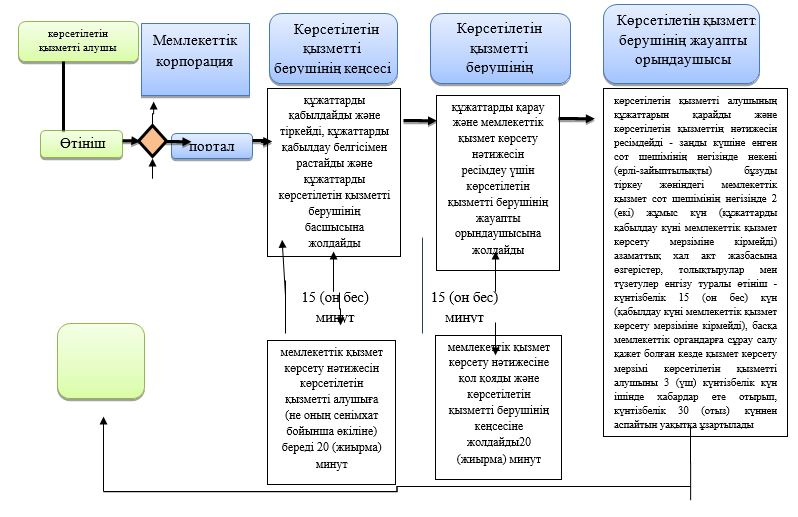 көрсетілетін
қызметті алушы
Өтініш
Мемлекеттік
корпорация
портал
Көрсетілетін
қызметті
берушінің кеңсесі
құжаттарды
қабылдайды және
тіркейді, құжаттарды
қабылдау белгісімен
растайды және
құжаттарды
көрсетілетін қызметті
берушінің
басшысына
жолдайды
15 (он бес)
минут
мемлекеттік қызмет
көрсету нәтижесін
көрсетілетін
қызметті алушыға
(не оның сенімхат
бойынша өкіліне)
береді 20 (жиырма)
минут
Көрсетілетін
қызметті
берушінің
құжаттарды қарау
және мемлекеттік
қызмет көрсету
нәтижесін
ресімдеу үшін
көрсетілетін
қызметті берушінің
жауапты
орындаушысына
жолдайды
15 (он бес)
минут
мемлекеттік қызмет
көрсету нәтижесіне
қол қояды және
көрсетілетін
қызметті берушінің
кеңсесіне
жолдайды20
(жиырма) минут
Көрсетілетін қызметт
берушінің жауапты
орындаушысы
көрсетілетін қызметті алушының
құжаттарын қарайды және
көрсетілетін қызметтің нәтижесін
ресімдейді - заңды күшіне енген
сот шешімінің негізінде некені
(ерлі-зайыптылықты) бұзуды
тіркеу жөніндегі мемлекеттік
қызмет сот шешімінің негізінде 2
(екі) жұмыс күн (құжаттарды
қабылдау күні мемлекеттік қызмет
көрсету мерзіміне кірмейді)
азаматтық хал акт жазбасына
өзгерістер, толықтырулар мен
түзетулер енгізу туралы өтініш -
күнтізбелік 15 (он бес) күн
(қабылдау күні мемлекеттік қызмет
көрсету мерзіміне кірмейді), басқа
мемлекеттік органдарға сұрау салу
қажет болған кезде қызмет көрсету
мерзімі көрсетілетін қызметті
алушыны 3 (үш) күнтізбелік күн
ішінде хабардар ете отырып,
күнтізбелік 30 (отыз) күннен
аспайтын уақытқа ұзартылады